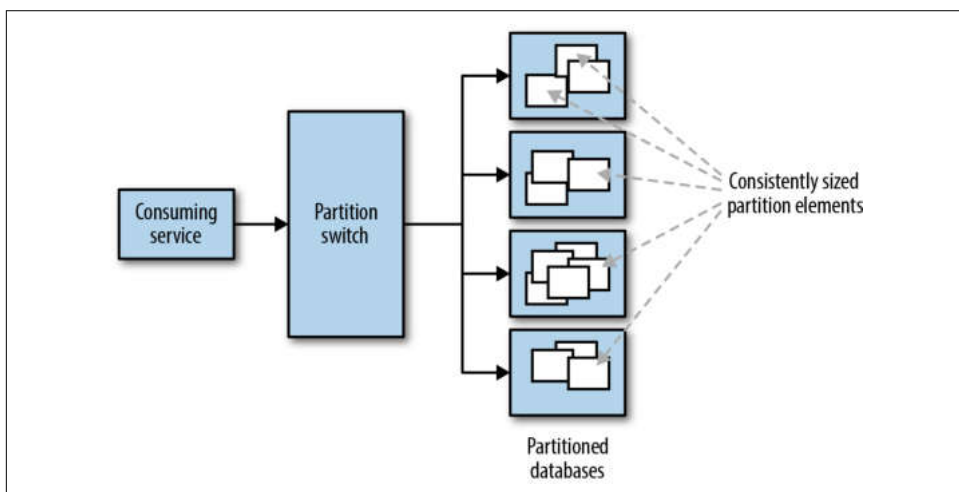 Consuming
service
Partition
switch
Consistently sized
partition elements
Partitioned
databases